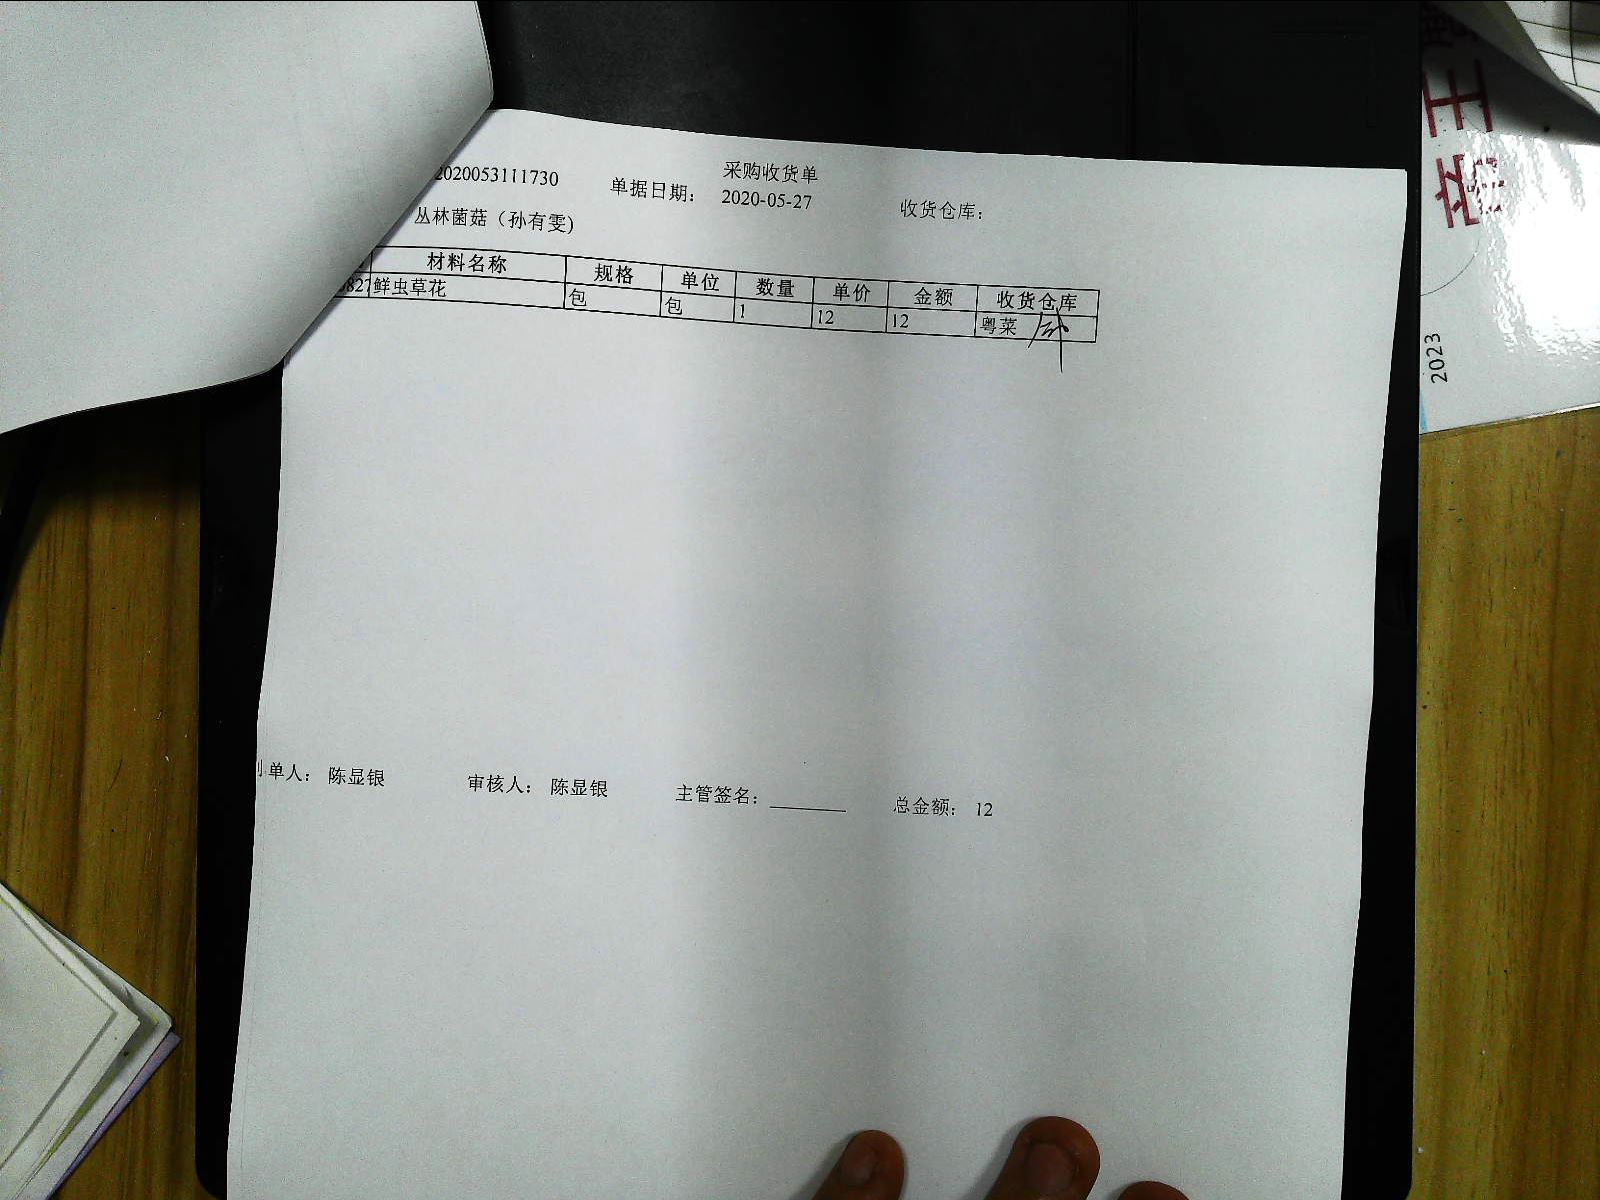 采购收货单
2020053111730 单据日期： 2020-05-27 收货仓库：
丛林菌菇（孙有雯)
材料名称 规格 单位 数量 单价 金额 收货仓库
827 鲜虫草花 包 包 1 12 12 粤菜
单人： 陈显银 审核人： 陈显银 主管签名： 总金额： 12
2023